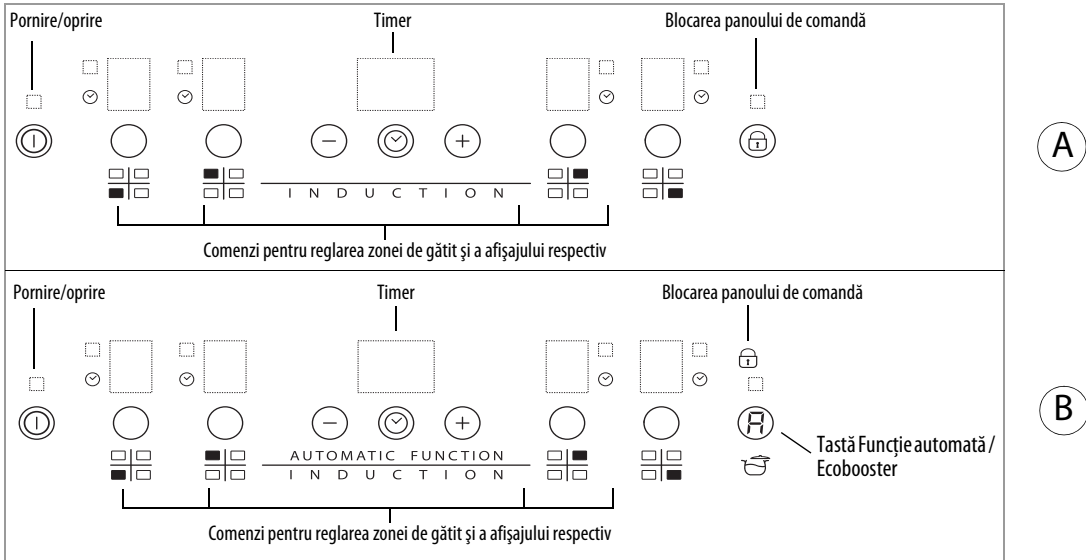 Pornire/oprire Timer Blocarea panoului de comandă
A
I N D U C T I O N
Comenzi pentru reglarea zonei de gătit şi a afişajului respectiv
Pornire/oprire Timer Blocarea panoului de comandă
B
A
Tastă Funcţie automată /
Ecobooster
AUTOMATIC FUNCTION
I N D U C T I O N
Comenzi pentru reglarea zonei de gătit şi a afişajului respectiv